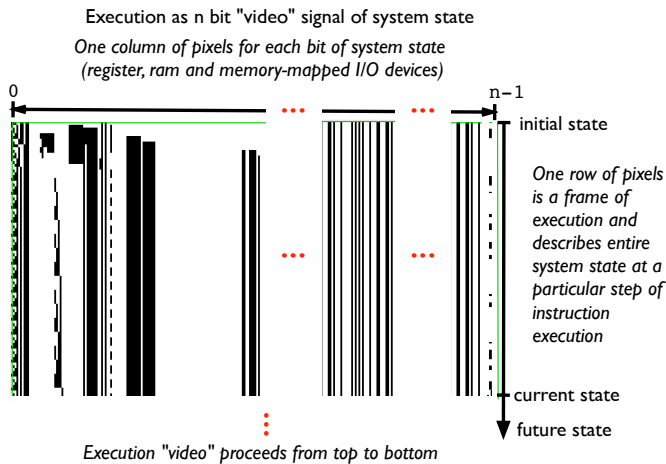 Execution as n bit "video" signal of system state
One column of pixels for each bit of system state
(register, ram and memory-mapped I/O devices)
0
n-1
initial state
One row of pixels
is a frame of
execution and
describes entire
system state at a
particular step of
instruction
execution
current state
future state
Execution "video" proceeds from top to bottom